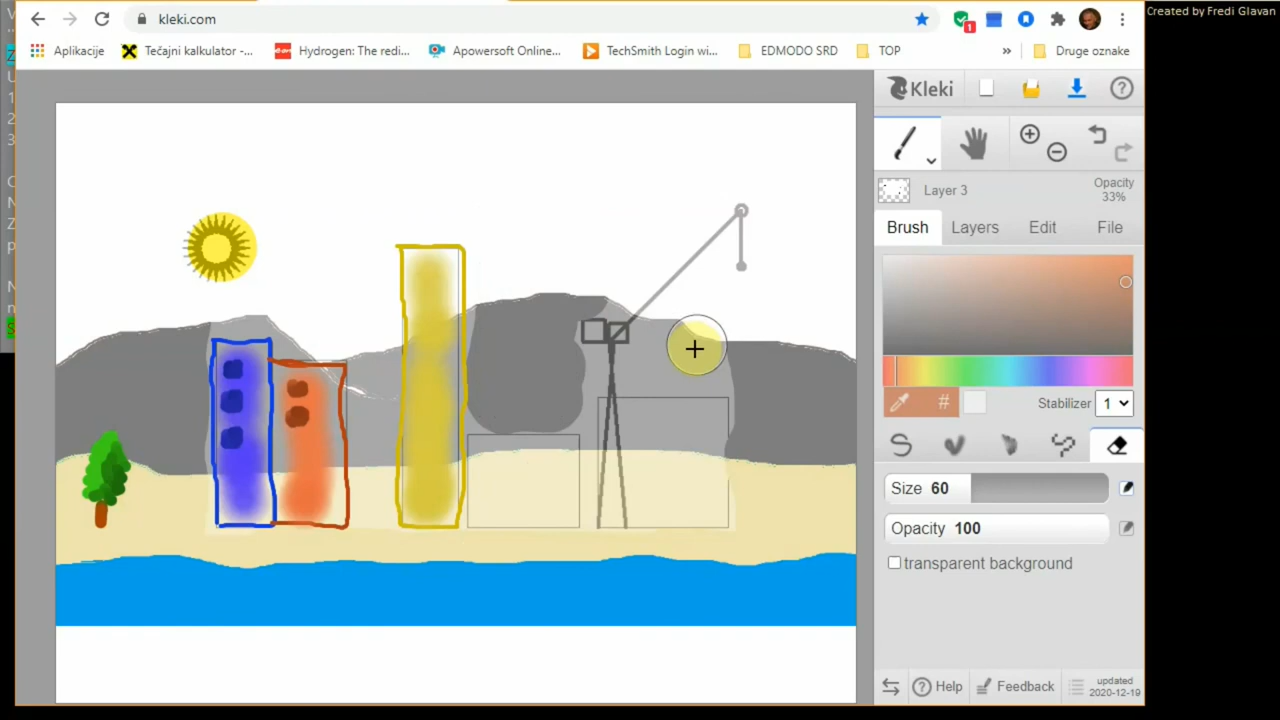 kleki.com
1
Created by Fredi Glavan
Aplikacije
Tečajni kalkulator -...
e-on
Hydrogen: The redi...
Apowersoft Online...
TechSmith Login wi...
EDMODO SRD
TOP
»
Druge oznake
Kleki
?
Layer 3
Opacity
33%
Brush
Layers
Edit
File
#
Stabilizer
1
Size 60
Opacity 100
transparent background
? Help
Feedback
updated
2020-12-19